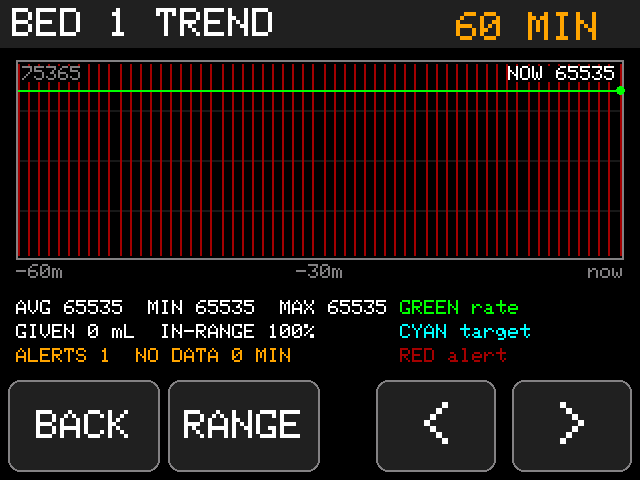 BED 1 TREND 60 MIN
75365 NOW 65535
-60m -30m now
AVG 65535 MIN 65535 MAX 65535 GREEN rate
GIVEN 0 mL IN-RANGE 100% CYAN target
ALERTS 1 NO DATA 0 MIN RED alert
BACK RANGE < >